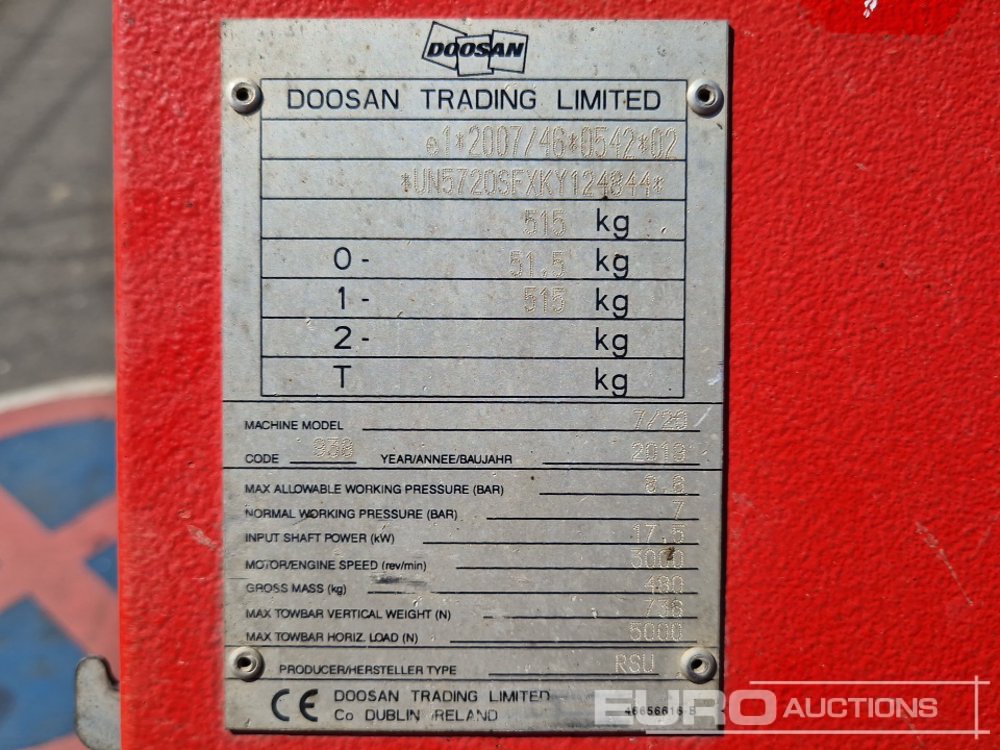 DOOSAN
DOOSAN TRADING LIMITED
e1*2007/46*0542*02
*UN5720SFXKY124844*
515 kg
0- 51.5 kg
1- 515 kg
2- kg
T kg
MACHINE MODEL 7/20
CODE 938 YEAR/ANNEE/BAUJAHR 2019
MAX ALLOWABLE WORKING PRESSURE (BAR) 8.6
NORMAL WORKING PRESSURE (BAR) 7
INPUT SHAFT POWER (kW) 17.5
MOTOR/ENGINE SPEED (rev/min) 3000
GROSS MASS (kg) 490
MAX TOWBAR VERTICAL WEIGHT (N) 736
MAX TOWBAR HORIZ. LOAD (N) 5000
PRODUCER/HERSTELLER TYPE RSU
CE DOOSAN TRADING LIMITED
Co DUBLIN IRELAND
46656616-B
EURO AUCTIONS